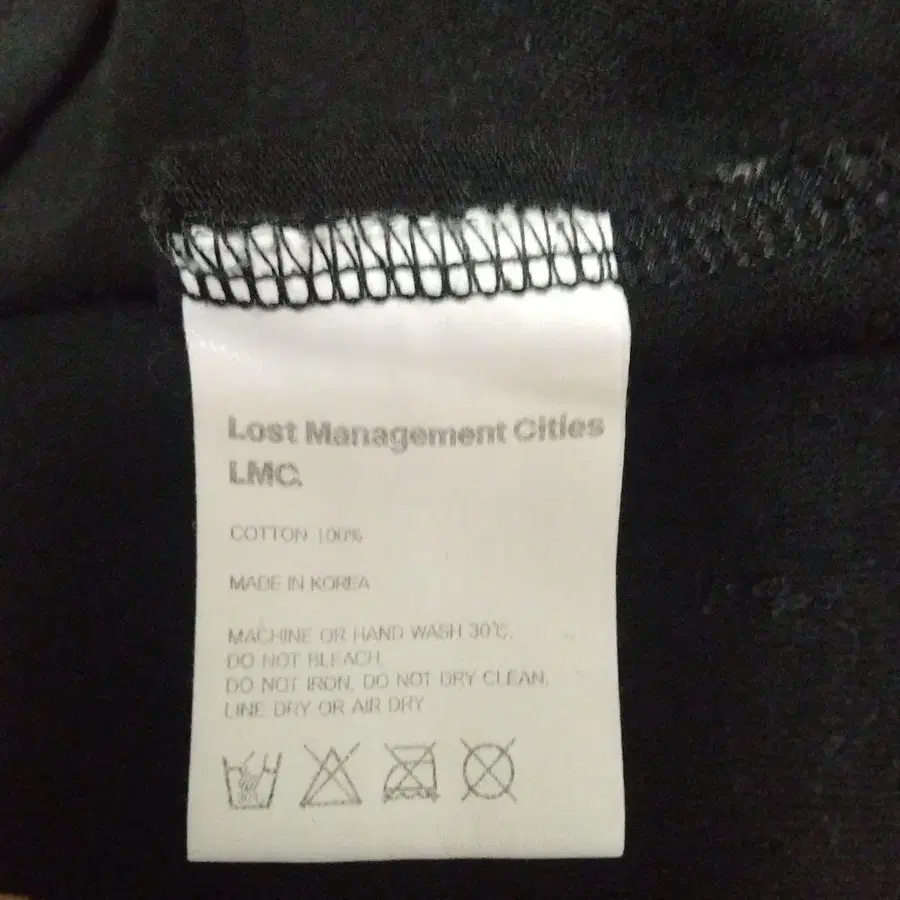 Lost Management Cities
LMC.
COTTON 100%
MADE IN KOREA
MACHINE OR HAND WASH 30℃,
DO NOT BLEACH,
DO NOT IRON, DO NOT DRY CLEAN,
LINE DRY OR AIR DRY